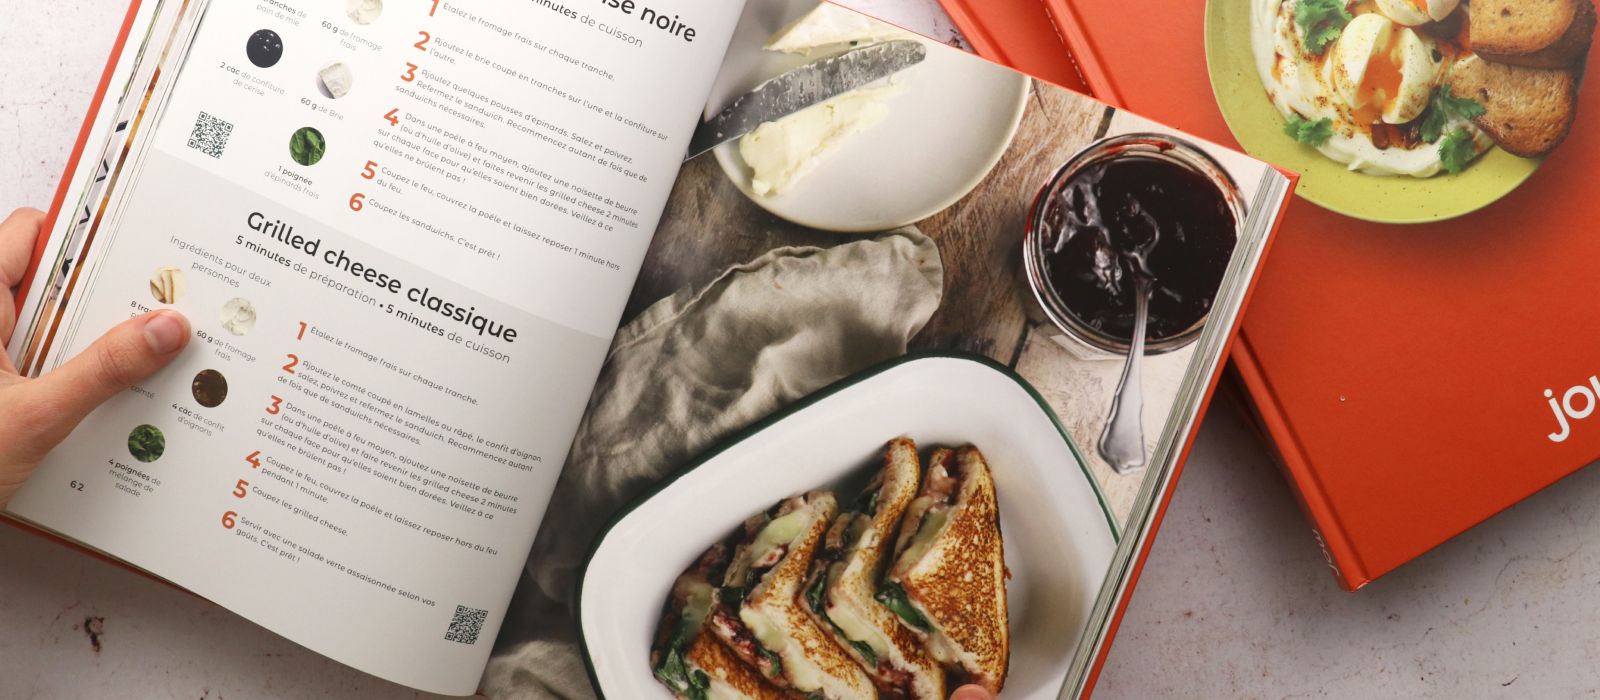 ise noire
minutes de cuisson
tranches de
pain de mie
60 g de fromage
frais
2 càc de confiture
de cerise
60 g de Brie
1 poignée
d'épinards frais
1 Étalez le fromage frais sur chaque tranche.
2 Ajoutez le brie coupé en tranches sur l'une et la confiture sur
l'autre.
3 Ajoutez quelques pousses d'épinards. Salez et poivrez.
Refermez le sandwich. Recommencez autant de fois que de
sandwichs nécessaires.
4 Dans une poêle à feu moyen, ajoutez une noisette de beurre
(ou d'huile d'olive) et faites revenir les grilled cheese 2 minutes
sur chaque face pour qu'elles soient bien dorées. Veillez à ce
qu'elles ne brûlent pas !
5 Coupez le feu, couvrez la poêle et laissez reposer 1 minute hors
du feu.
6 Coupez les sandwichs. C'est prêt !
Grilled cheese classique
5 minutes de préparation • 5 minutes de cuisson
Ingrédients pour deux
personnes
8
60 g de fromage
frais
comté
4 càc de confit
d'oignons
4 poignées de
mélange de
salade
1 Étalez le fromage frais sur chaque tranche.
2 Ajoutez le comté coupé en lamelles ou râpé, le confit d'oignon,
salez, poivrez et refermez le sandwich. Recommencez autant
de fois que de sandwichs nécessaires.
3 Dans une poêle à feu moyen, ajoutez une noisette de beurre
(ou d'huile d'olive) et faire revenir les grilled cheese 2 minutes
sur chaque face pour qu'elles soient bien dorées. Veillez à ce
qu'elles ne brûlent pas !
4 Coupez le feu, couvrez la poêle et laissez reposer hors du feu
pendant 1 minute.
5 Coupez les grilled cheese.
6 Servir avec une salade verte assaisonnée selon vos
goûts. C'est prêt !
62
jou